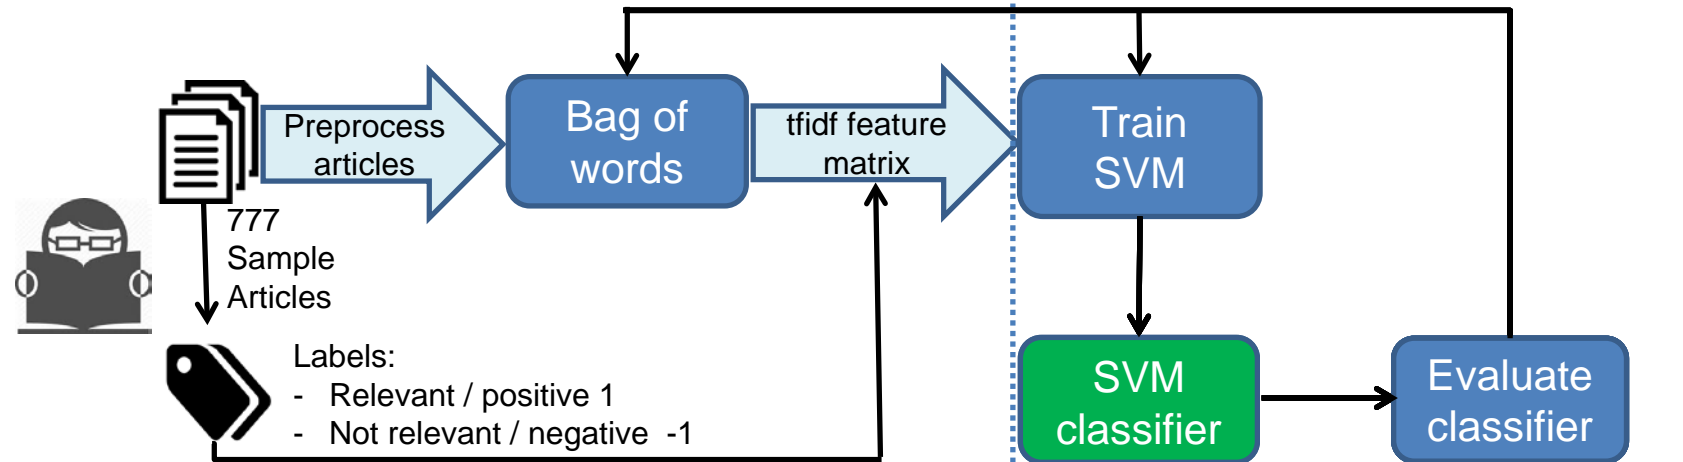 Preprocess
articles
Bag of
words
tfidf feature
matrix
Train
SVM
777
Sample
Articles
Labels:
- Relevant / positive 1
- Not relevant / negative -1
SVM
classifier
Evaluate
classifier